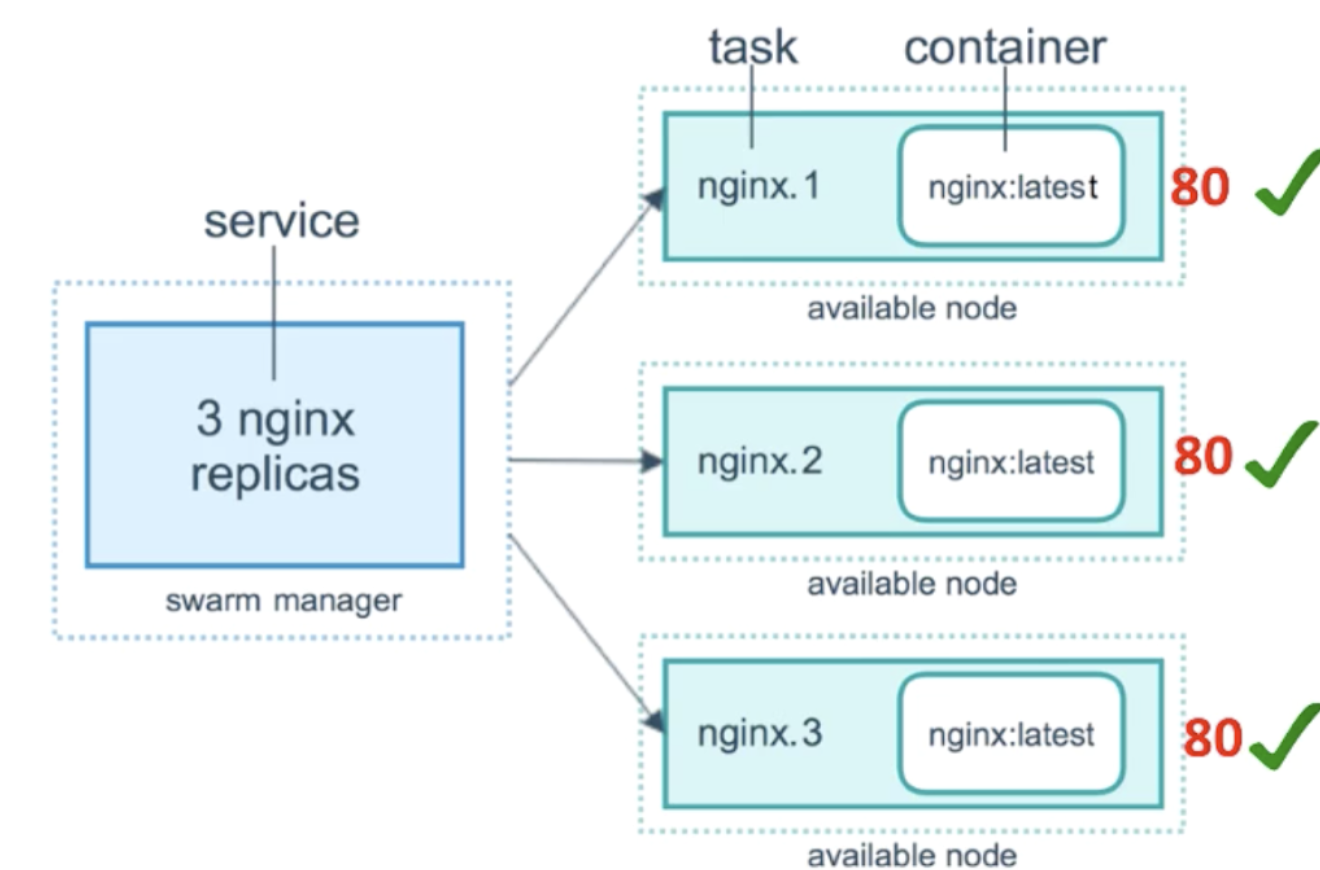 task
container
nginx.1
nginx:latest
80
available node
service
3 nginx
replicas
swarm manager
nginx.2
nginx:latest
80
available node
nginx.3
nginx:latest
80
available node